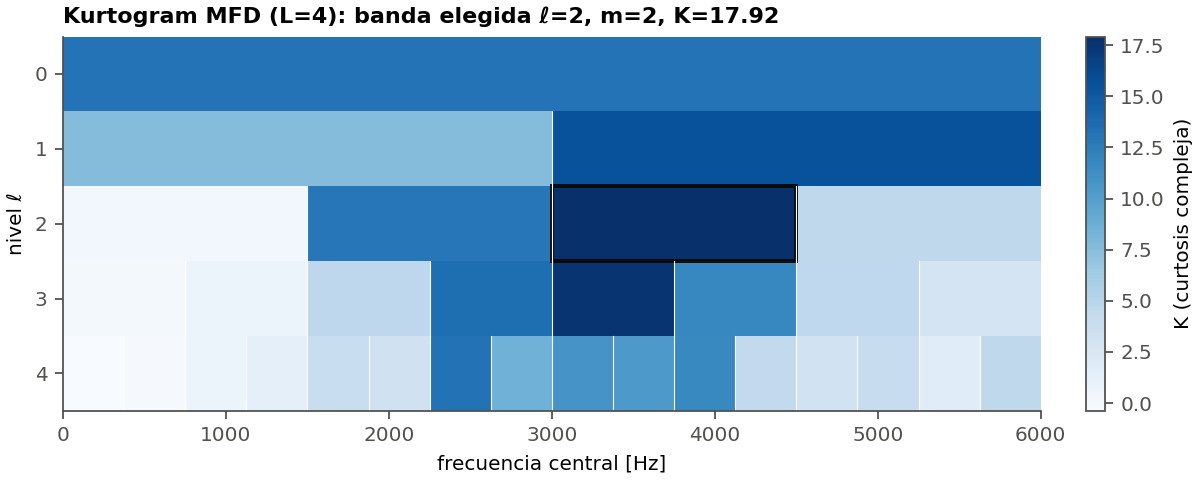 Kurtogram MFD (L=4): banda elegida ℓ=2, m=2, K=17.92
nivel ℓ
0
1
2
3
4
0 1000 2000 3000 4000 5000 6000
frecuencia central [Hz]
17.5
15.0
12.5
10.0
7.5
5.0
2.5
0.0
K (curtosis compleja)